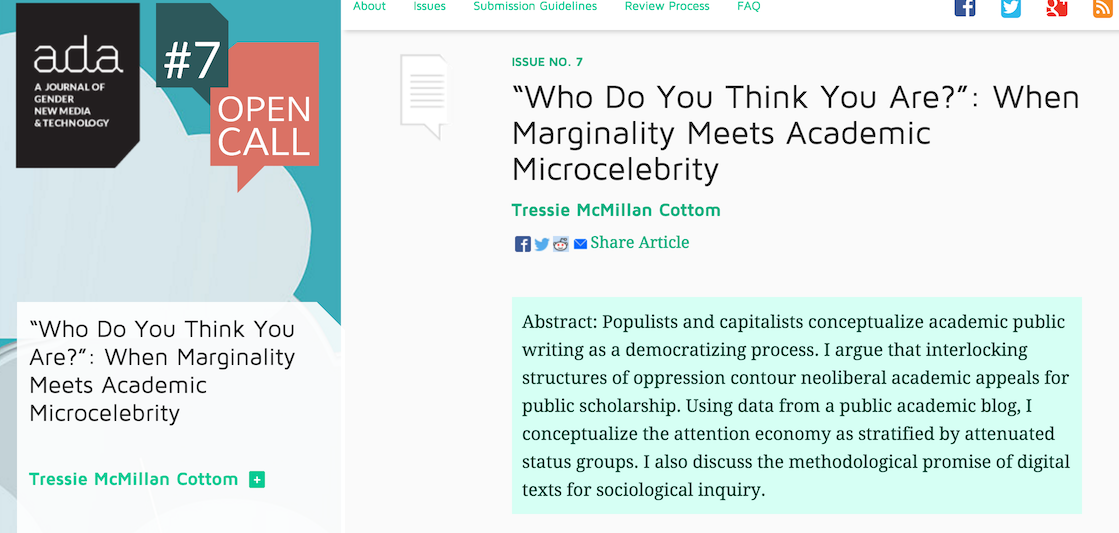 ada
A JOURNAL OF
GENDER
NEW MEDIA
& TECHNOLOGY
#7
OPEN
CALL
“Who Do You Think You
Are?”: When Marginality
Meets Academic
Microcelebrity
Tressie McMillan Cottom
About Issues Submission Guidelines Review Process FAQ
ISSUE NO. 7
“Who Do You Think You Are?”: When
Marginality Meets Academic
Microcelebrity
Tressie McMillan Cottom
Share Article
Abstract: Populists and capitalists conceptualize academic public
writing as a democratizing process. I argue that interlocking
structures of oppression contour neoliberal academic appeals for
public scholarship. Using data from a public academic blog, I
conceptualize the attention economy as stratified by attenuated
status groups. I also discuss the methodological promise of digital
texts for sociological inquiry.